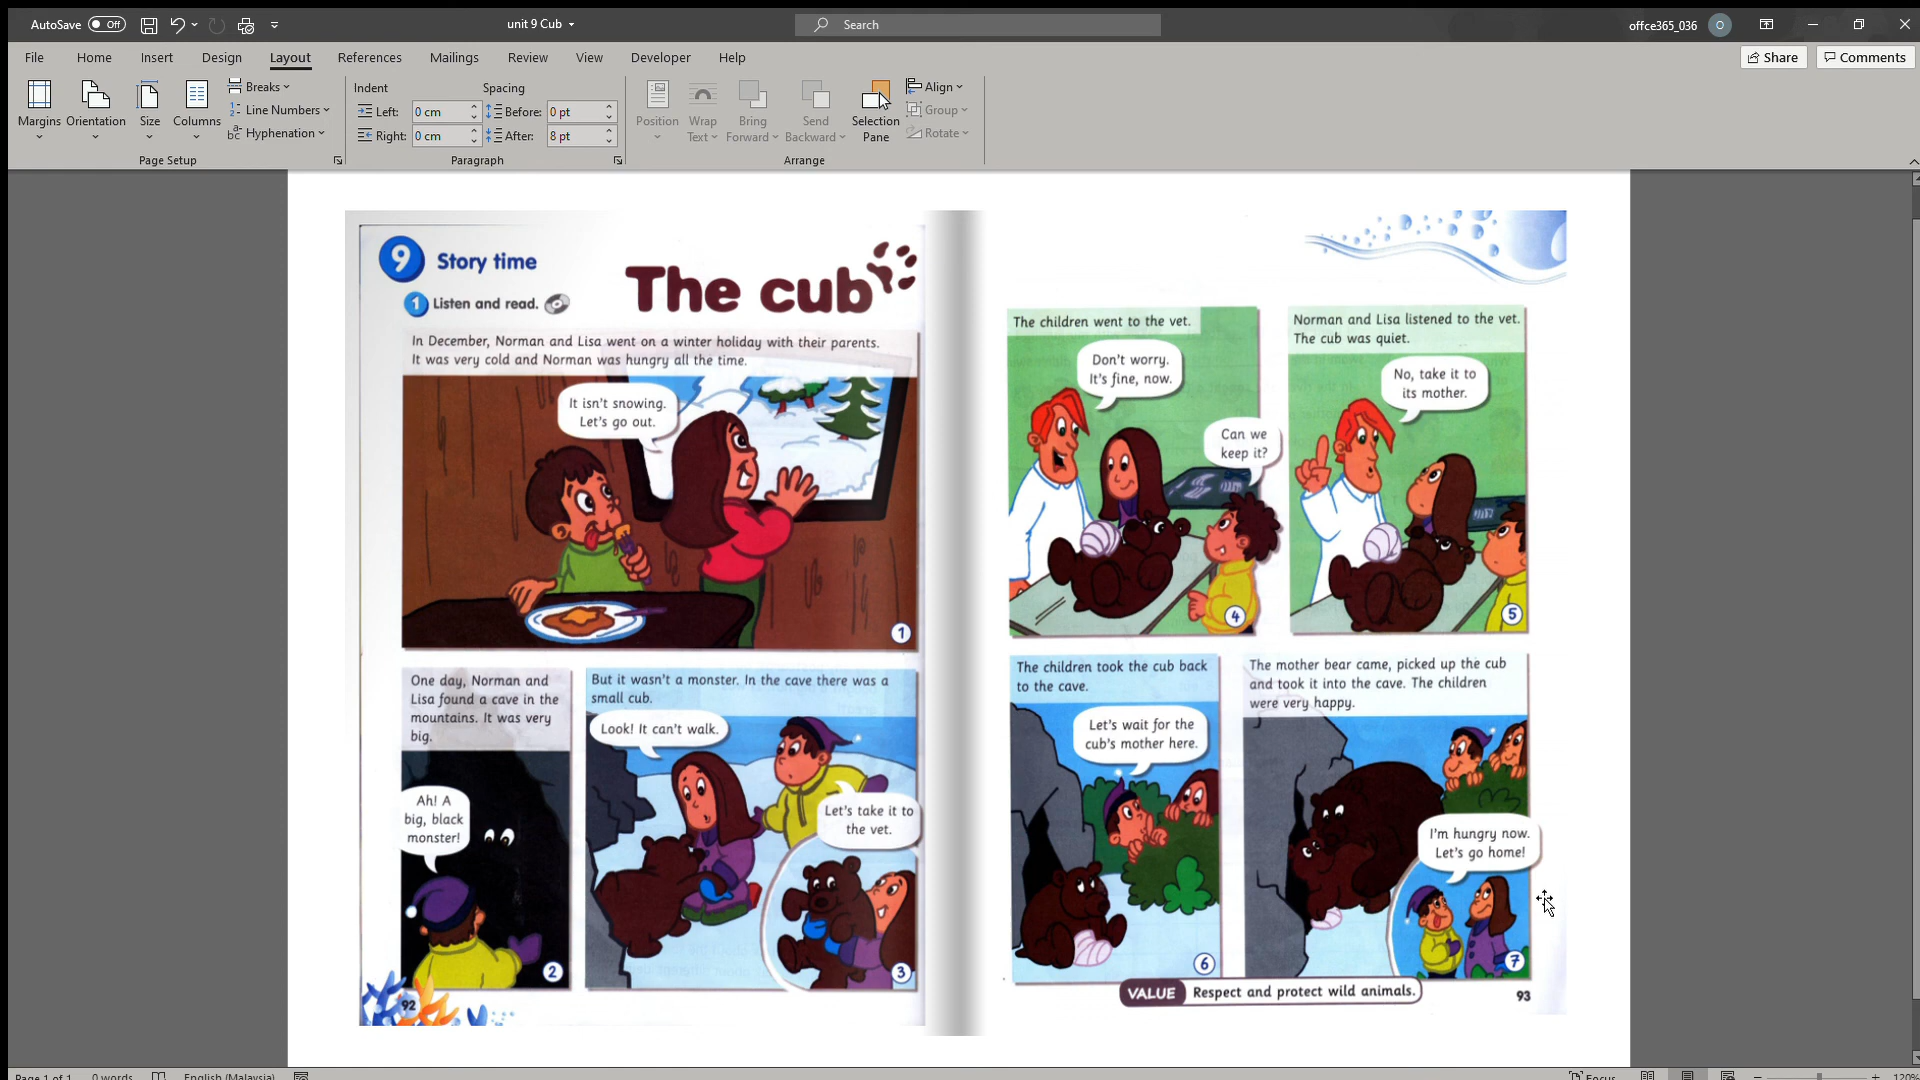 AutoSave Off
unit 9 Cub
Search
offce365_036
O
File Home Insert Design Layout References Mailings Review View Developer Help
Share Comments
Margins
Orientation
Size
Columns
Breaks
Line Numbers
Hyphenation
Page Setup
Indent
Left: 0 cm
Right: 0 cm
Spacing
Before: 0 pt
After: 8 pt
Paragraph
Position
Wrap
Text
Bring
Forward
Send
Backward
Selection
Pane
Align
Group
Rotate
Arrange
9 Story time
The cub
1 Listen and read.
In December, Norman and Lisa went on a winter holiday with their parents.
It was very cold and Norman was hungry all the time.
It isn't snowing.
Let's go out.
1
One day, Norman and
Lisa found a cave in the
mountains. It was very
big.
Ah! A
big, black
monster!
2
But it wasn't a monster. In the cave there was a
small cub.
Look! It can't walk.
Let's take it to
the vet.
3
92
The children went to the vet.
Don't worry.
It's fine, now.
Can we
keep it?
4
Norman and Lisa listened to the vet.
The cub was quiet.
No, take it to
its mother.
5
The children took the cub back
to the cave.
Let's wait for the
cub's mother here.
6
The mother bear came, picked up the cub
and took it into the cave. The children
were very happy.
I'm hungry now.
Let's go home!
7
VALUE Respect and protect wild animals.
93
Page 1 of 1 0 words English (Malaysia)
Focus
120%